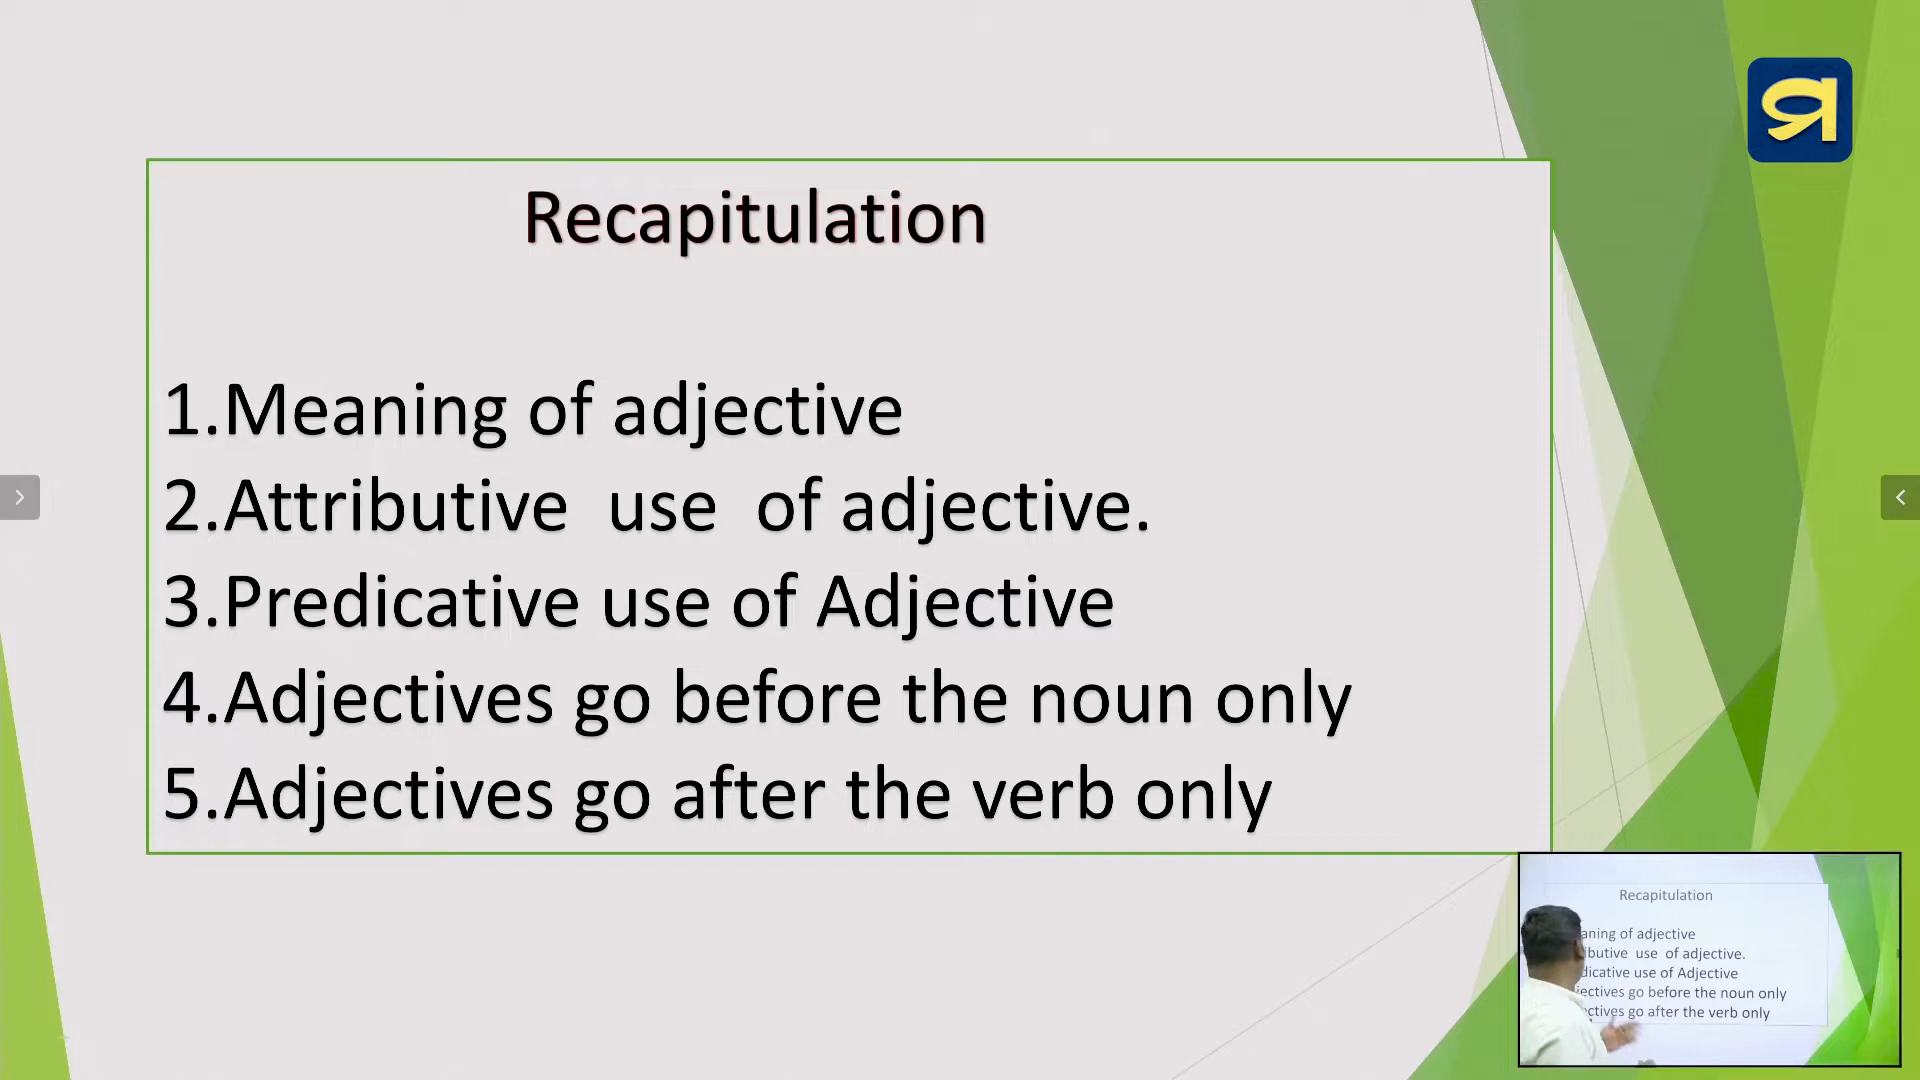 Recapitulation
1.Meaning of adjective
2.Attributive use of adjective.
3.Predicative use of Adjective
4.Adjectives go before the noun only
5.Adjectives go after the verb only
Recapitulation
aning of adjective
ibutive use of adjective.
dicative use of Adjective
jectives go before the noun only
ectives go after the verb only